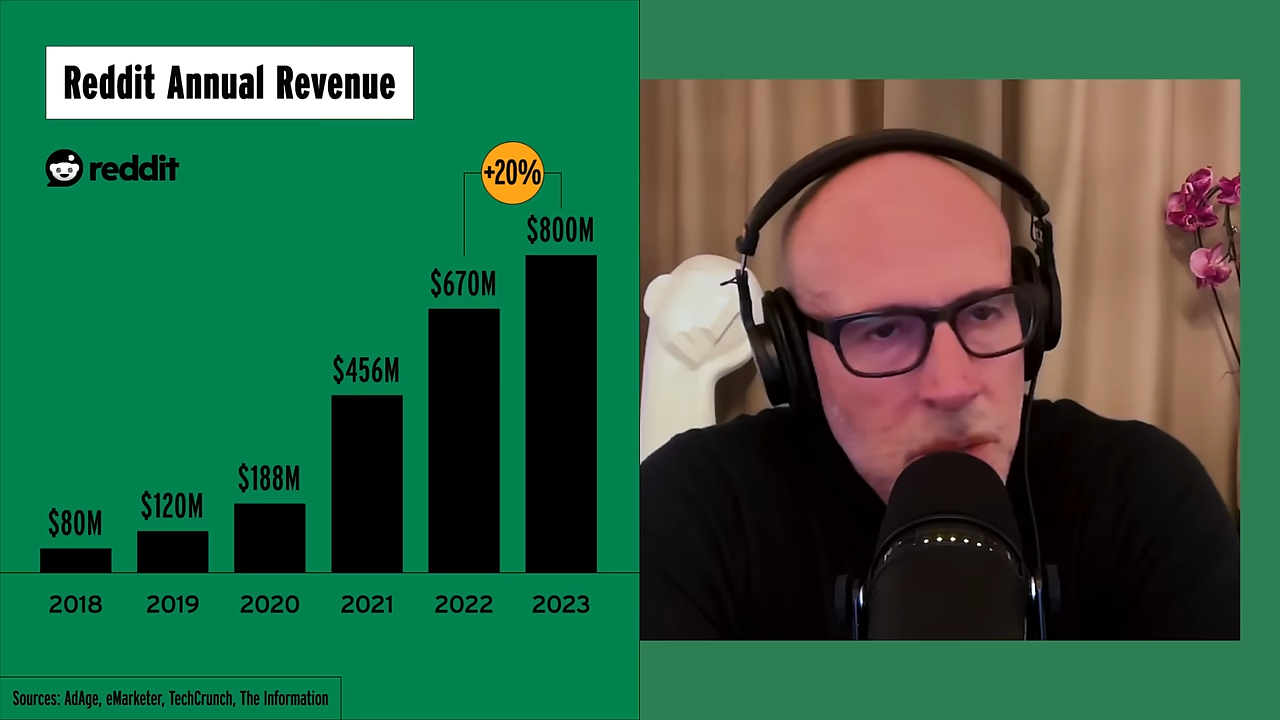 Reddit Annual Revenue
reddit
+20%
$800M
$670M
$456M
$188M
$120M
$80M
2018 2019 2020 2021 2022 2023
Sources: AdAge, eMarketer, TechCrunch, The Information